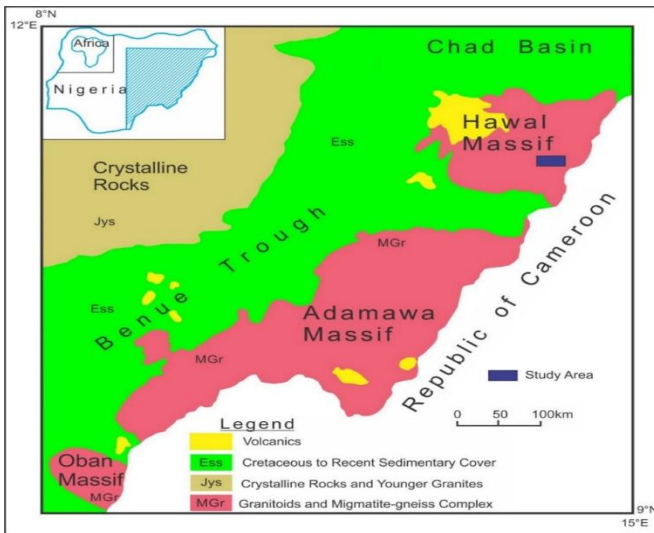 8°N
12°E
Africa
Nigeria
Chad Basin
Hawal
Massif
Ess
Crystalline
Rocks
Jys
Benue Trough
MGr
Ess
Adamawa
Massif
MGr
Republic of Cameroon
Study Area
0 50 100km
Legend
Volcanics
Ess Cretaceous to Recent Sedimentary Cover
Jys Crystalline Rocks and Younger Granites
MGr Granitoids and Migmatite-gneiss Complex
Oban
Massif
MGr
9°N
15°E